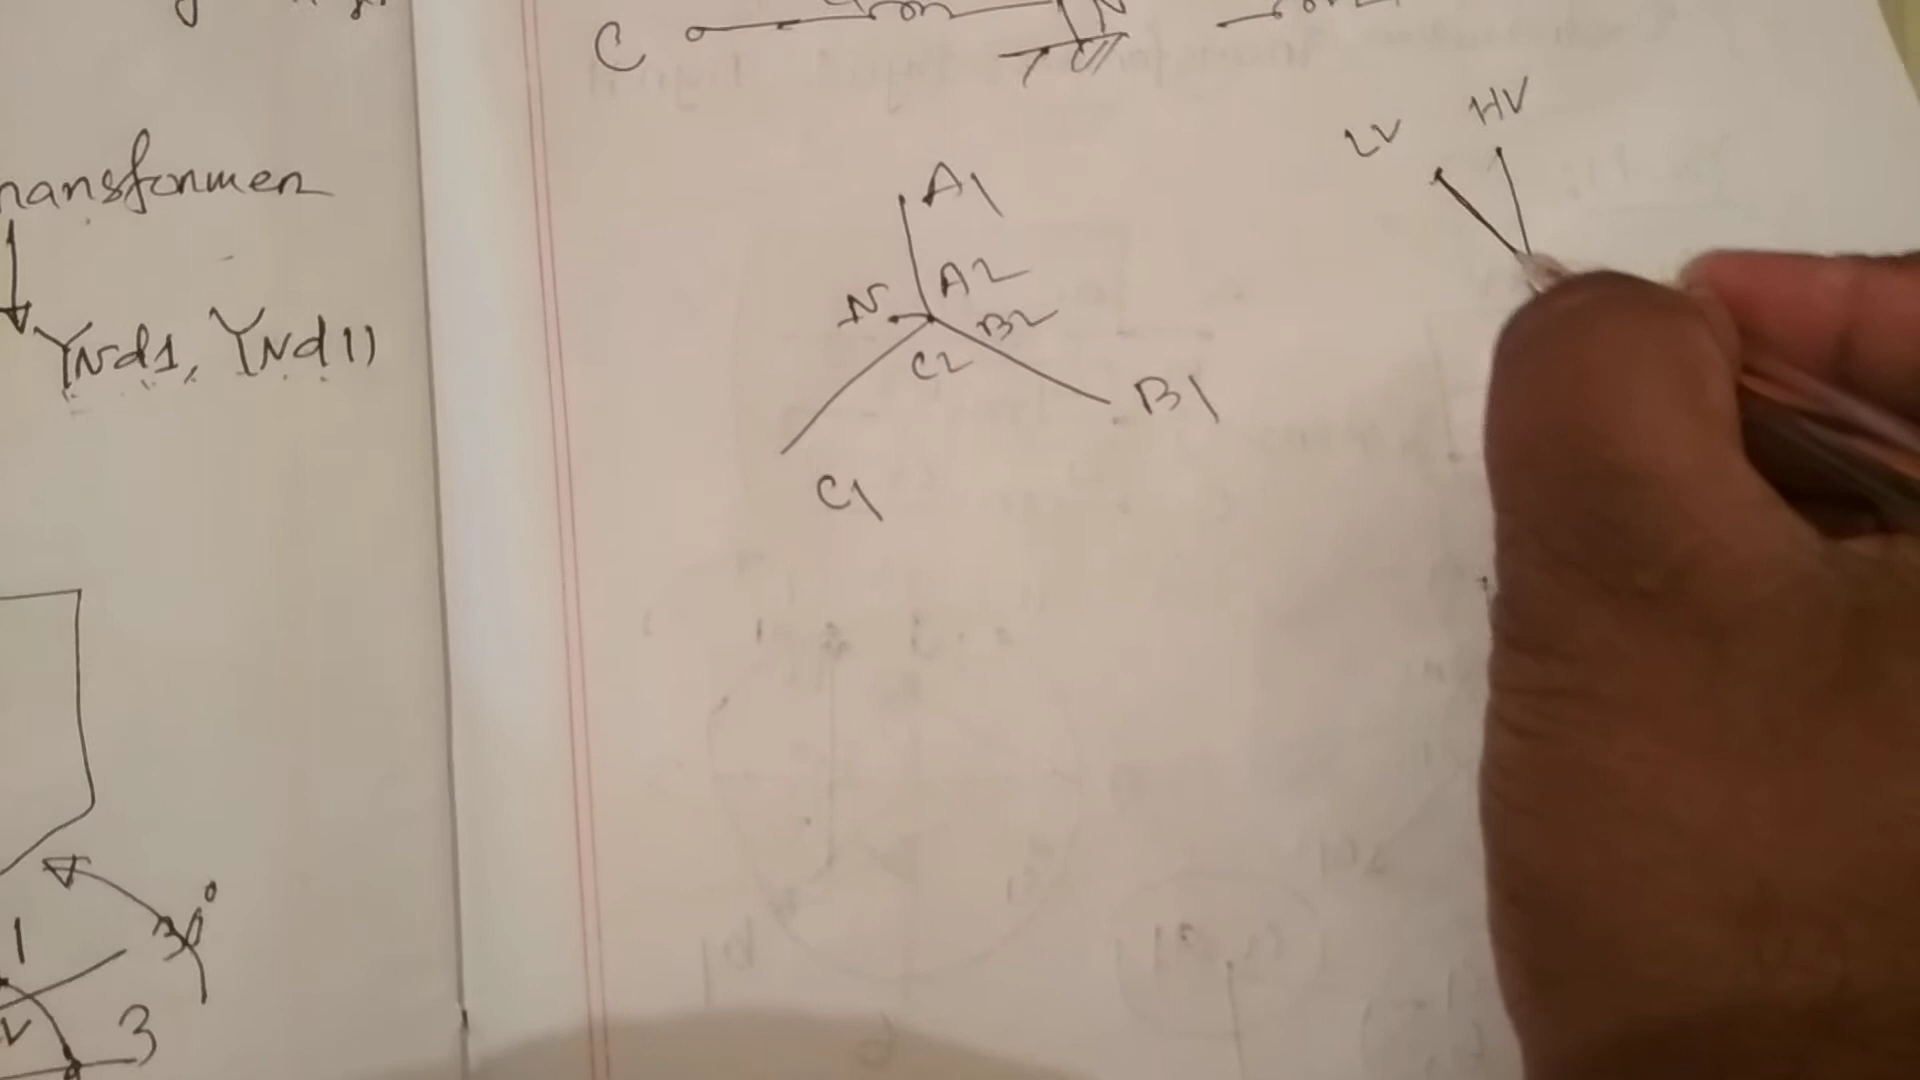 C
N
ransformer
YNd1, YNd11
1
30°
3
A1
N
A2
B2
C2
B1
C1
LV
HV